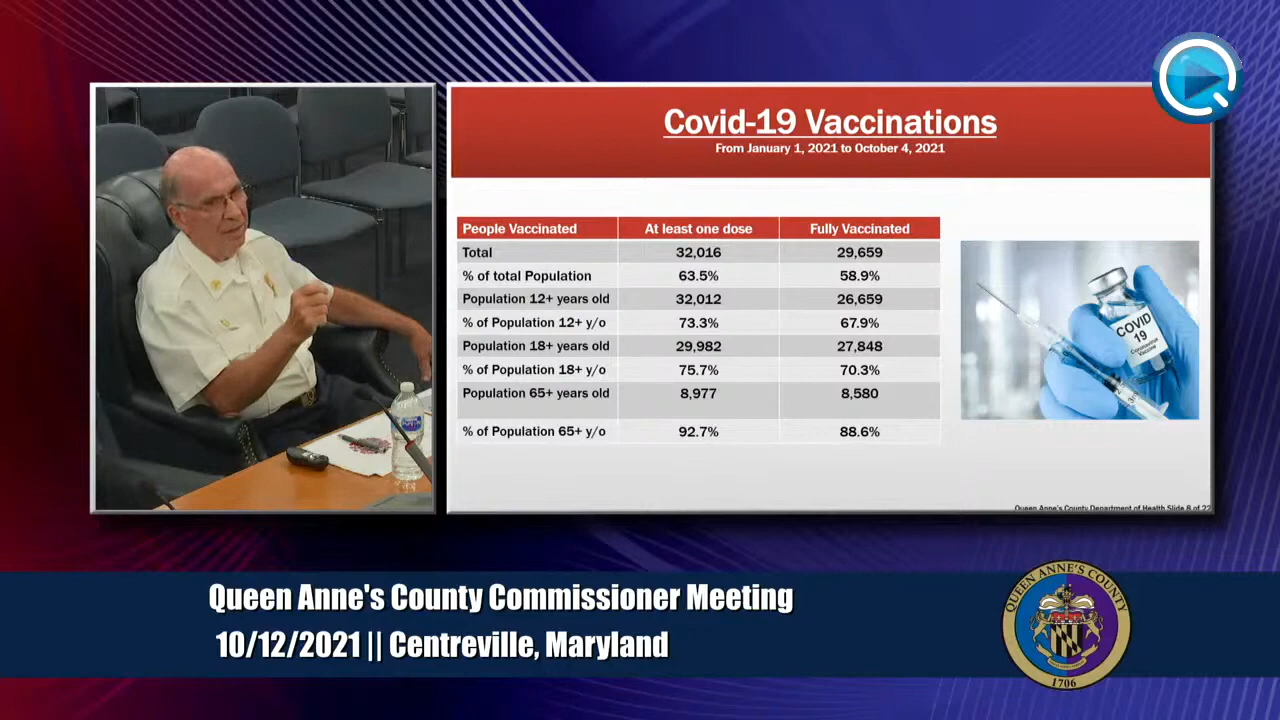 Covid-19 Vaccinations
From January 1, 2021 to October 4, 2021
People Vaccinated At least one dose Fully Vaccinated
Total 32,016 29,659
% of total Population 63.5% 58.9%
Population 12+ years old 32,012 26,659
% of Population 12+ y/o 73.3% 67.9%
Population 18+ years old 29,982 27,848
% of Population 18+ y/o 75.7% 70.3%
Population 65+ years old 8,977 8,580
% of Population 65+ y/o 92.7% 88.6%
COVID
19
Coronavirus
Vaccine
Queen Anne's County Department of Health Slide 8 of 22
Queen Anne's County Commissioner Meeting
10/12/2021 || Centreville, Maryland
QUEEN ANNE'S COUNTY
1706